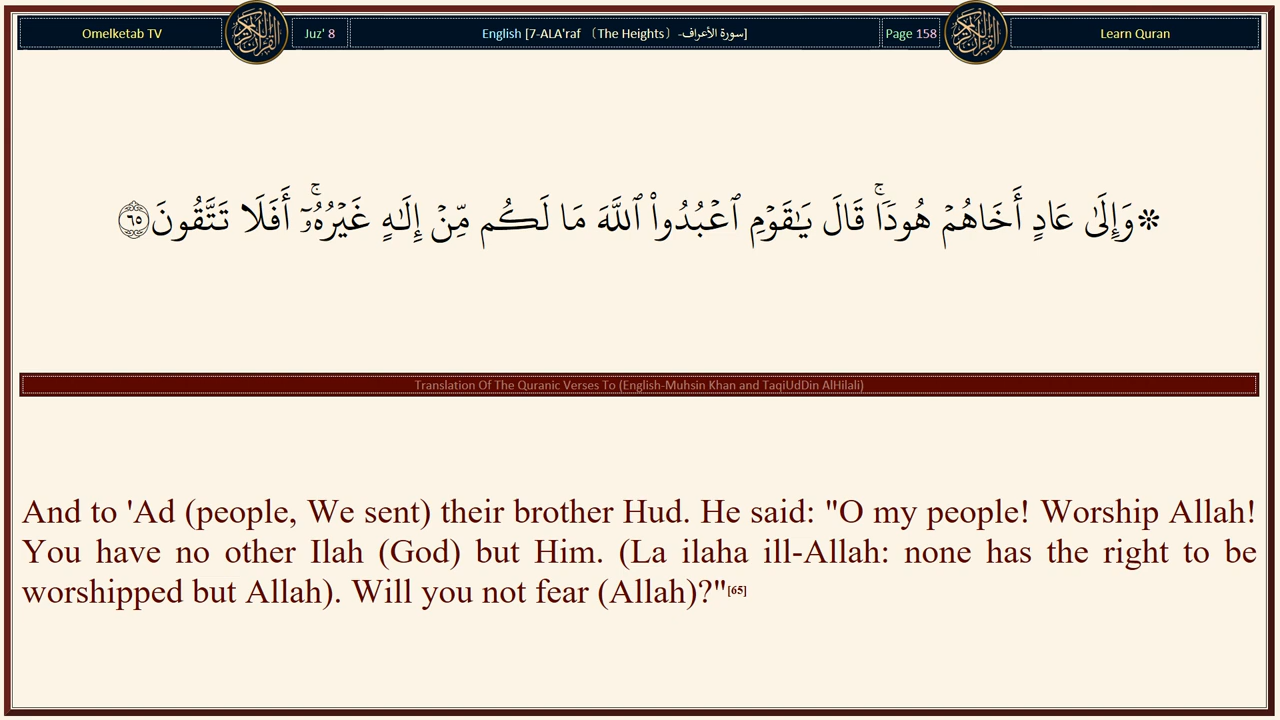 Omelketab TV
Juz' 8
English [7-ALA'raf (The Heights) -سورة الأعراف]
Page 158
Learn Quran
۞وَإِلَىٰ عَادٍ أَخَاهُمْ هُودًاۚ قَالَ يَٰقَوْمِ ٱعْبُدُوا۟ ٱللَّهَ مَا لَكُم مِّنْ إِلَٰهٍ غَيْرُهُۥٓۚ أَفَلَا تَتَّقُونَ ٦٥
Translation Of The Quranic Verses To (English-Muhsin Khan and TaqiUdDin AlHilali)
And to 'Ad (people, We sent) their brother Hud. He said: "O my people! Worship Allah!
You have no other Ilah (God) but Him. (La ilaha ill-Allah: none has the right to be
worshipped but Allah). Will you not fear (Allah)?"[65]